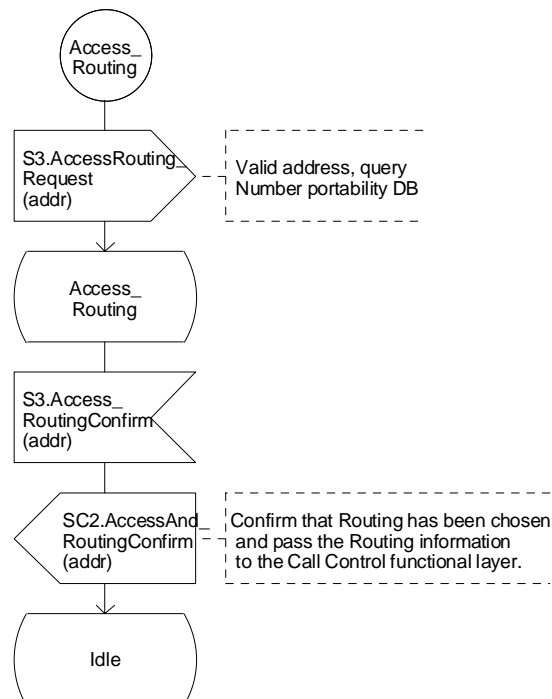 Access_
Routing
S3.AccessRouting_
Request
(addr)
Valid address, query
Number portability DB
Access_
Routing
S3.Access_
RoutingConfirm
(addr)
SC2.AccessAnd_
RoutingConfirm
(addr)
Confirm that Routing has been chosen
and pass the Routing information
to the Call Control functional layer.
Idle